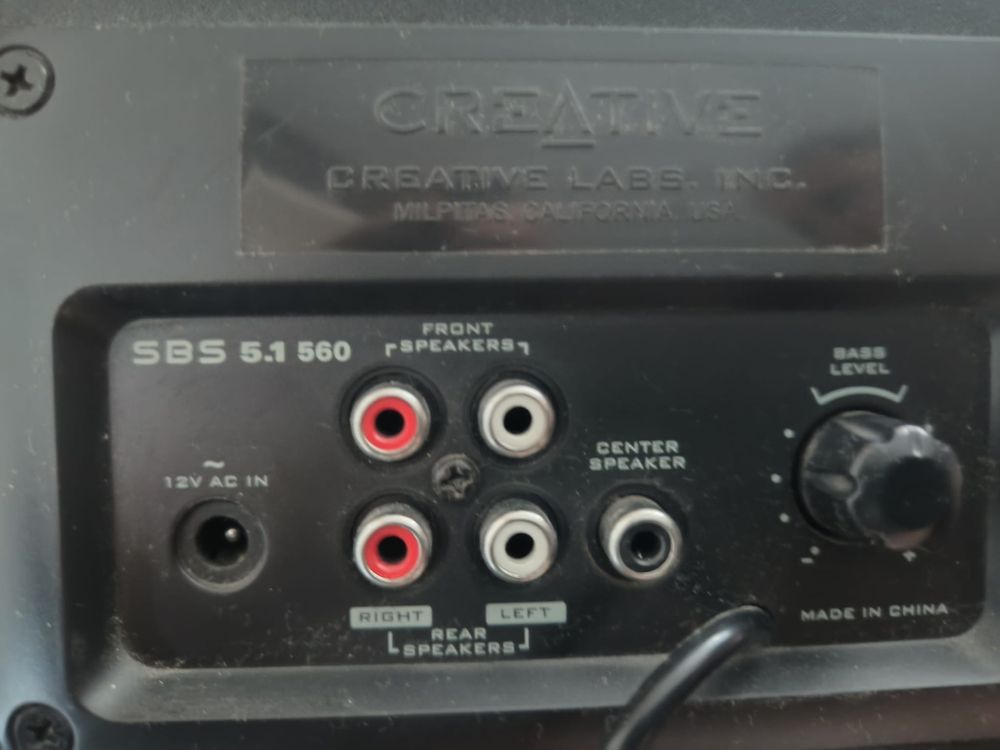 CREATIVE
CREATIVE LABS, INC.
MILPITAS, CALIFORNIA, USA
SBS 5.1 560
FRONT
SPEAKERS
BASS
LEVEL
CENTER
SPEAKER
~
12V AC IN
- +
RIGHT LEFT
REAR
SPEAKERS
MADE IN CHINA